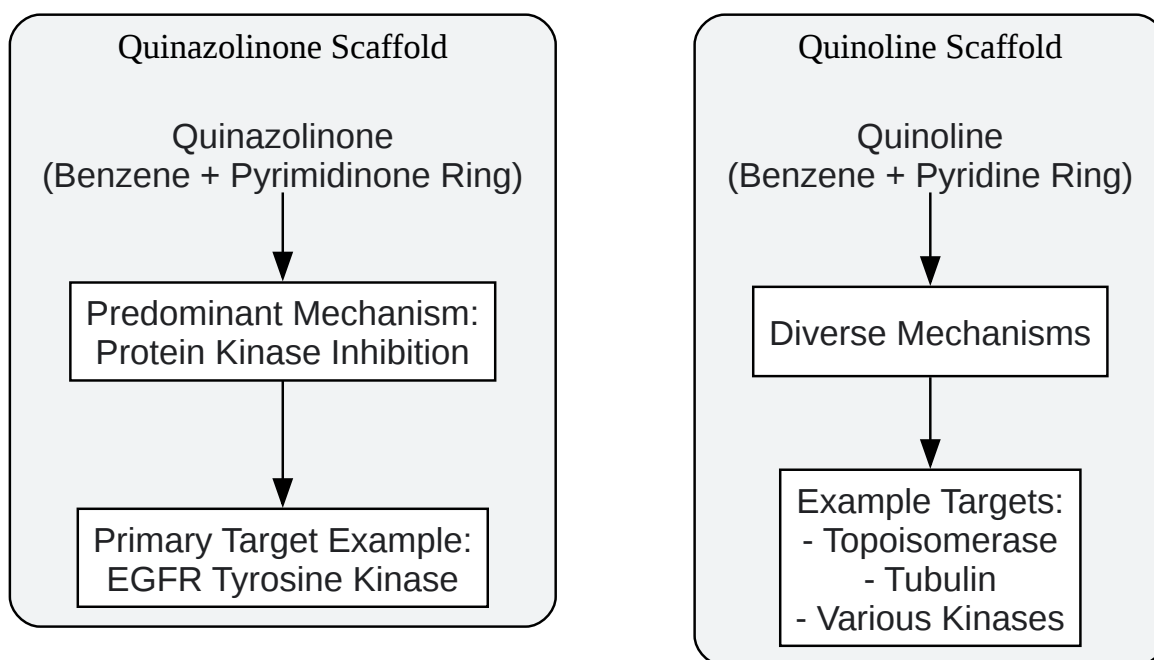 Quinazolinone Scaffold
Quinazolinone
(Benzene + Pyrimidinone Ring)
Predominant Mechanism:
Protein Kinase Inhibition
Primary Target Example:
EGFR Tyrosine Kinase
Quinoline Scaffold
Quinoline
(Benzene + Pyridine Ring)
Diverse Mechanisms
Example Targets:
- Topoisomerase
- Tubulin
- Various Kinases